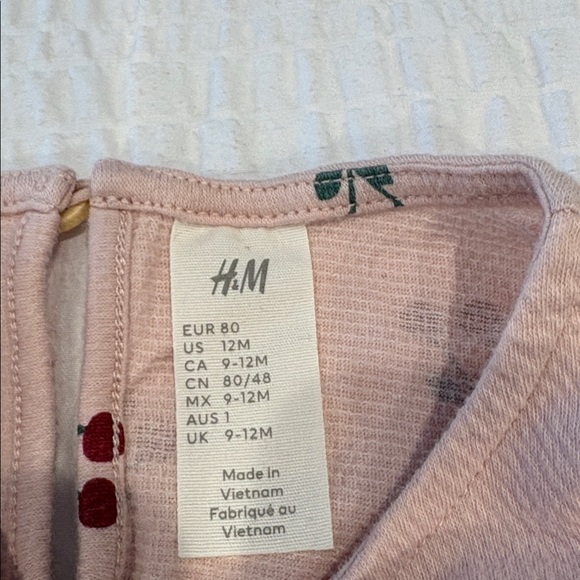 H&M
EUR 80
US 12M
CA 9-12M
CN 80/48
MX 9-12M
AUS 1
UK 9-12M
Made in
Vietnam
Fabriqué au
Vietnam